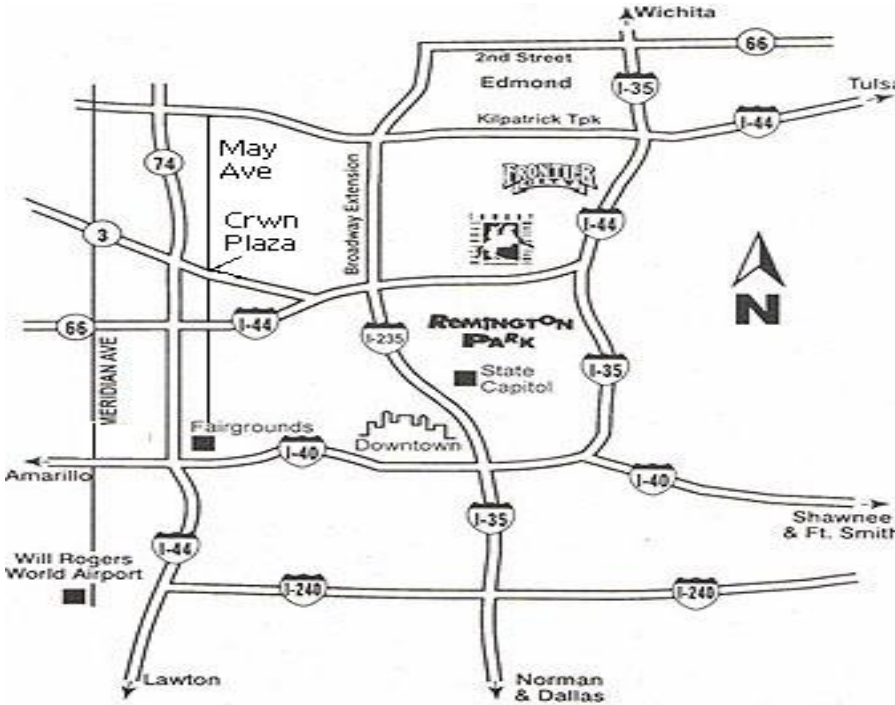 Wichita
66
2nd Street
Edmond
I-35
Tulsa
Kilpatrick Tpk
I-44
74
May
Ave
FRONTIER
CITY
Broadway Extension
Crwn
Plaza
3
I-44
N
66
I-44
I-235
REMINGTON
PARK
State
Capitol
I-35
MERIDIAN AVE
Fairgrounds
Downtown
I-40
Amarillo
I-40
I-35
Shawnee
& Ft. Smith
I-44
Will Rogers
World Airport
I-240
I-240
Lawton
Norman
& Dallas